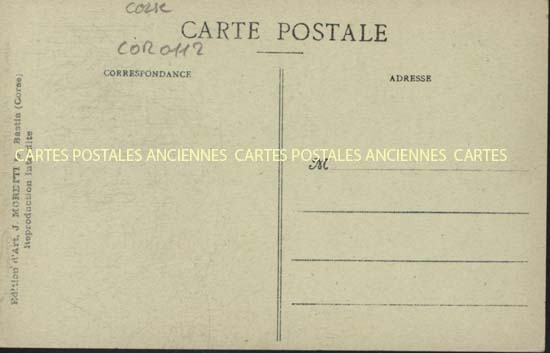 CORSE
COR0112
CARTE POSTALE
CORRESPONDANCE
ADRESSE
CARTES POSTALES ANCIENNES CARTES POSTALES ANCIENNES CARTES
M
Edition d'Art, J. MORETTI, Bastia (Corse)
Reproduction interdite